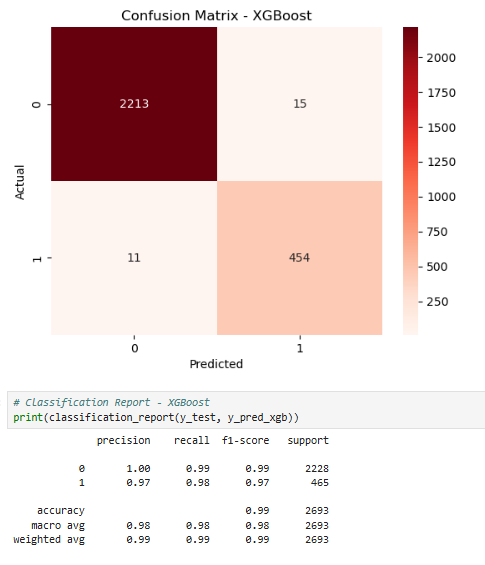 Confusion Matrix - XGBoost
2213 15
11 454
0
1
Actual
0 1
Predicted
2000
1750
1500
1250
1000
750
500
250
# Classification Report - XGBoost
print(classification_report(y_test, y_pred_xgb))
precision recall f1-score support
0 1.00 0.99 0.99 2228
1 0.97 0.98 0.97 465
accuracy 0.99 2693
macro avg 0.98 0.98 0.98 2693
weighted avg 0.99 0.99 0.99 2693